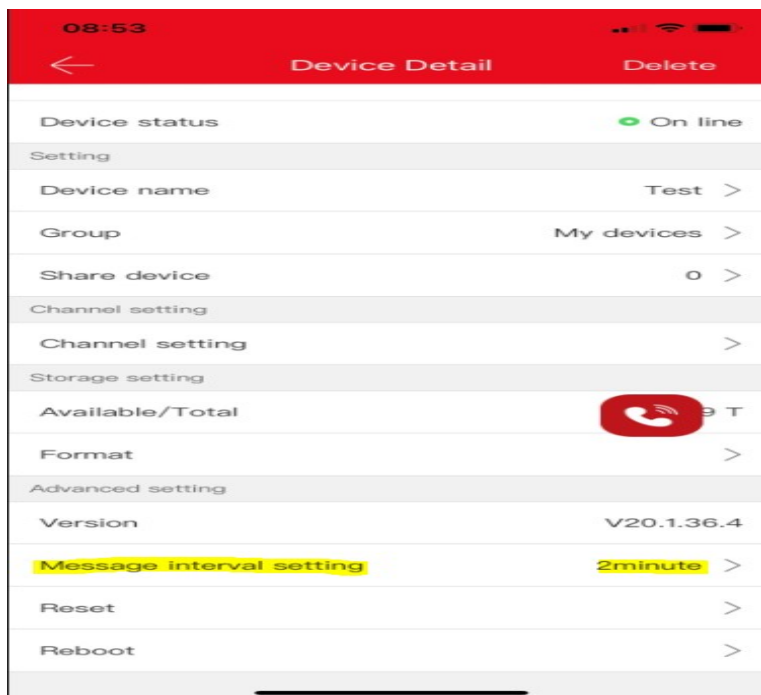 08:53
Device Detail
Delete
Device status
On line
Setting
Device name
Test
Group
My devices
Share device
0
Channel setting
Channel setting
Storage setting
Available/Total
9 T
Format
Advanced setting
Version
V20.1.36.4
Message interval setting
2minute
Reset
Reboot